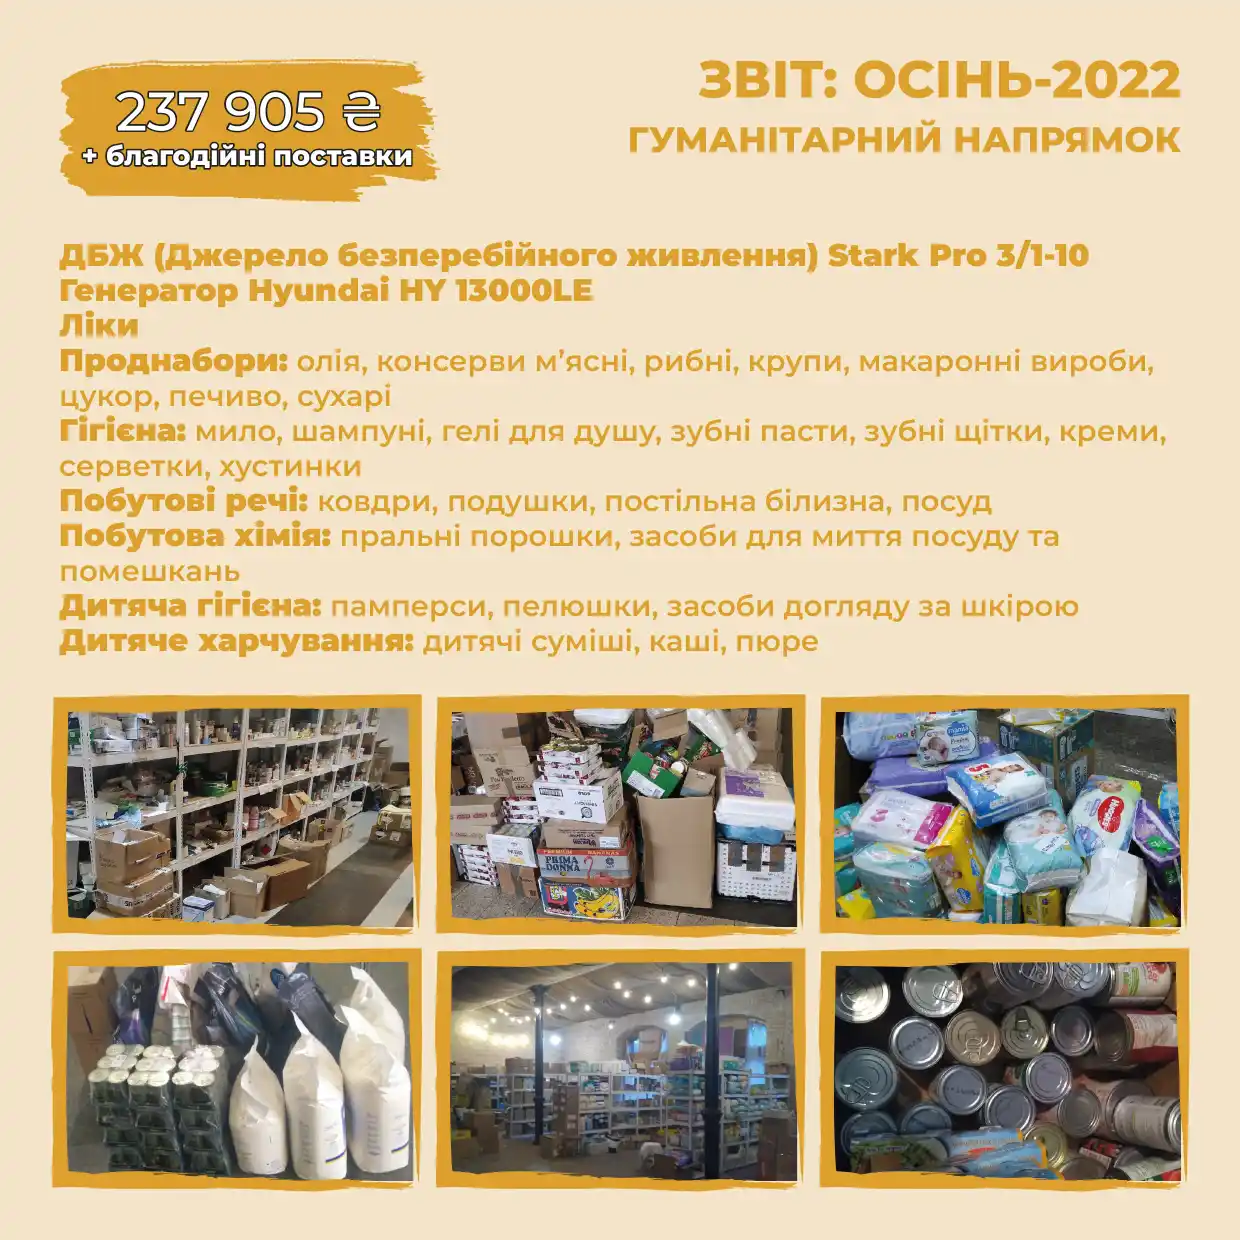 237 905 ₴
+ благодійні поставки
ЗВІТ: ОСІНЬ-2022
ГУМАНІТАРНИЙ НАПРЯМОК
ДБЖ (Джерело безперебійного живлення) Stark Pro 3/1-10
Генератор Hyundai HY 13000LE
Ліки
Проднабори: олія, консерви м’ясні, рибні, крупи, макаронні вироби,
цукор, печиво, сухарі
Гігієна: мило, шампуні, гелі для душу, зубні пасти, зубні щітки, креми,
серветки, хустинки
Побутові речі: ковдри, подушки, постільна білизна, посуд
Побутова хімія: пральні порошки, засоби для миття посуду та
помешкань
Дитяча гігієна: памперси, пелюшки, засоби догляду за шкірою
Дитяче харчування: дитячі суміші, каші, пюре
PRIMA
DONNA
Huggies